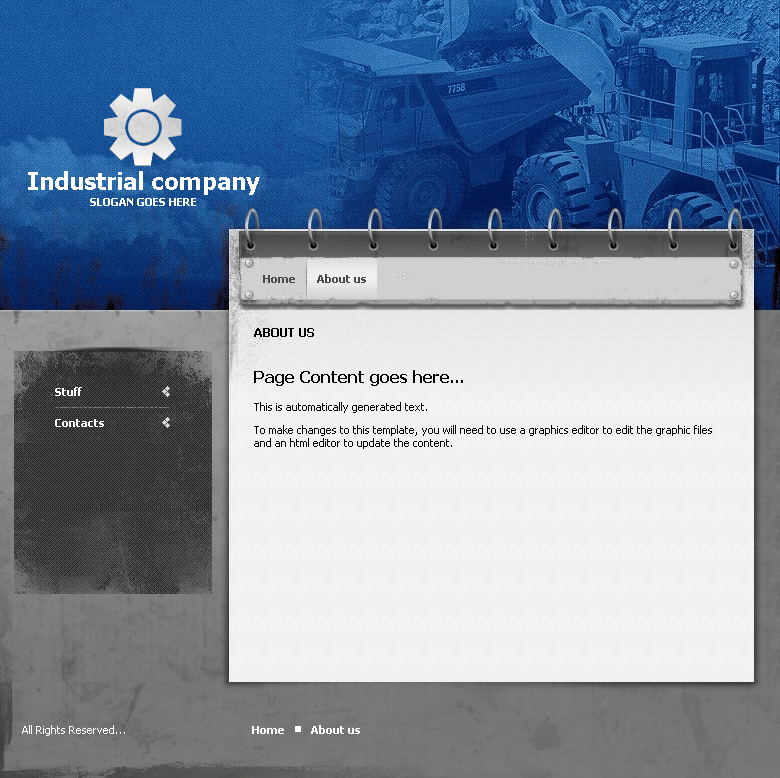 775B
Industrial company
SLOGAN GOES HERE
Home
About us
ABOUT US
Page Content goes here...
This is automatically generated text.
To make changes to this template, you will need to use a graphics editor to edit the graphic files
and an html editor to update the content.
Stuff
Contacts
All Rights Reserved...
Home
About us